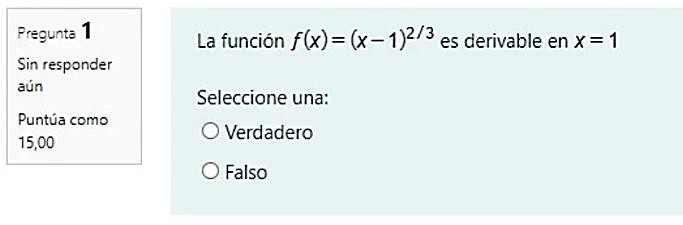 Pregunta 1
Sin responder
aún
Puntúa como
15,00
La función f(x) = (x − 1)^{2/3} es derivable en x = 1
Seleccione una:
Verdadero
Falso